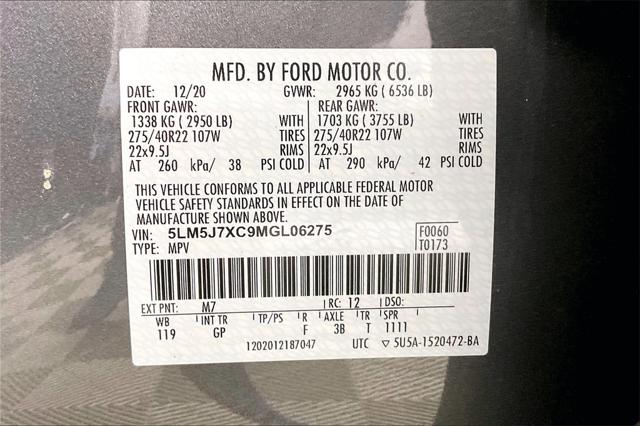 MFD. BY FORD MOTOR CO.
DATE: 12/20 GVWR: 2965 KG ( 6536 LB)
FRONT GAWR: REAR GAWR:
1338 KG ( 2950 LB) WITH 1703 KG ( 3755 LB) WITH
275/40R22 107W TIRES 275/40R22 107W TIRES
22x9.5J RIMS 22x9.5J RIMS
AT 260 kPa/ 38 PSI COLD AT 290 kPa/ 42 PSI COLD
THIS VEHICLE CONFORMS TO ALL APPLICABLE FEDERAL MOTOR
VEHICLE SAFETY STANDARDS IN EFFECT ON THE DATE OF
MANUFACTURE SHOWN ABOVE.
VIN: 5LM5J7XC9MGL06275 F0060
TYPE: MPV T0173
EXT PNT: M7 RC: 12 DSO:
WB INT TR TP/PS R AXLE TR SPR
119 GP F 3B T 1111
1202012187047 UTC ▽ 5U5A-1520472-BA